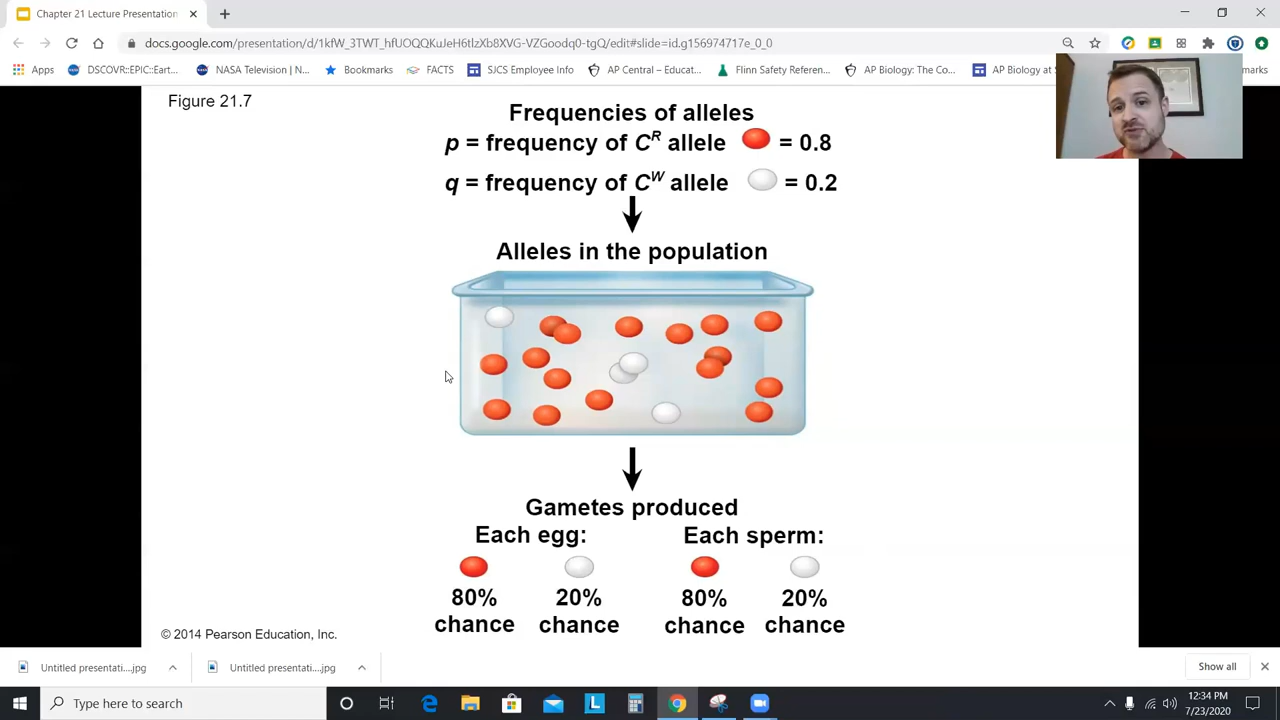 Chapter 21 Lecture Presentation
docs.google.com/presentation/d/1kfW_3TWT_hfUOQOKuJeH6tlzXb8XVG-VZGoodq0-tgQ/edit#slide=id.g156974717e_0_0
Apps
DSCOVR::EPIC::Eart...
NASA Television | N...
Bookmarks
FACTS
SJCS Employee Info
AP Central – Educat...
Flinn Safety Referen...
AP Biology: The Co...
AP Biology at S
marks
Figure 21.7
Frequencies of alleles
p = frequency of Cᴿ allele = 0.8
q = frequency of Cᵂ allele = 0.2
Alleles in the population
Gametes produced
Each egg: Each sperm:
80% 20% 80% 20%
chance chance chance chance
© 2014 Pearson Education, Inc.
Untitled presentati....jpg
Untitled presentati....jpg
Show all
Type here to search
12:34 PM
7/23/2020